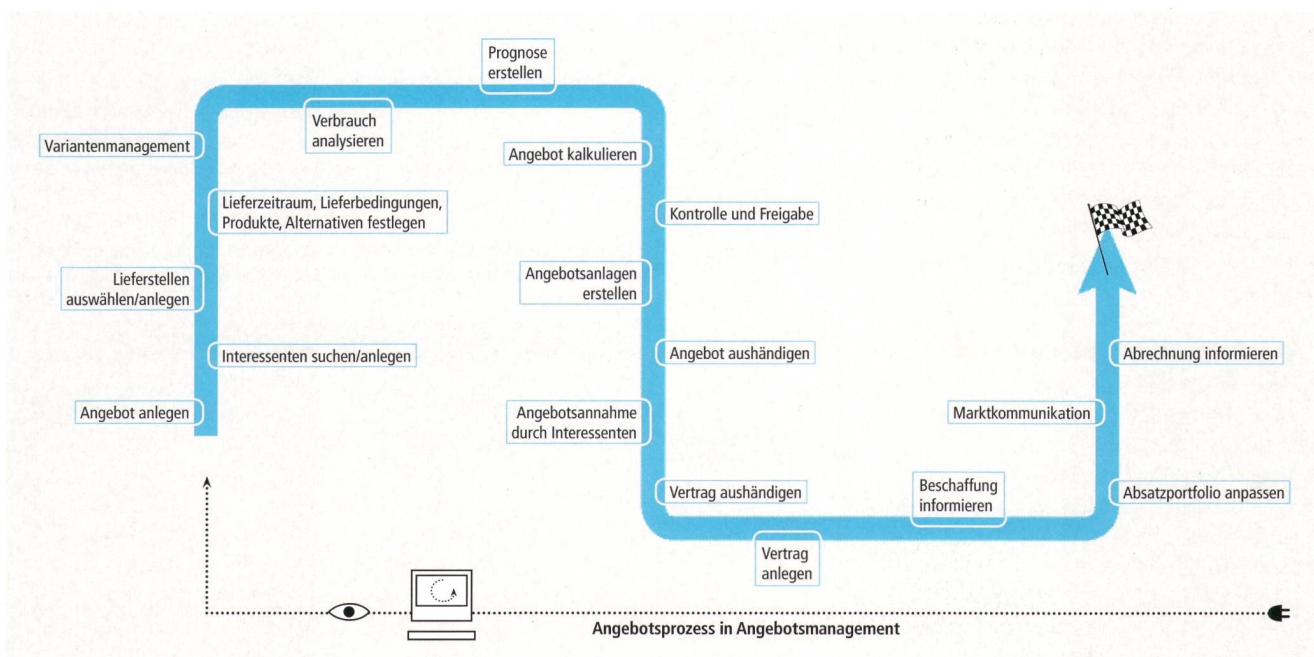 Prognose
erstellen
Verbrauch
analysieren
Variantenmanagement
Lieferzeitraum, Lieferbedingungen,
Produkte, Alternativen festlegen
Lieferstellen
auswählen/anlegen
Interessenten suchen/anlegen
Angebot anlegen
Angebot kalkulieren
Kontrolle und Freigabe
Angebotsanlagen
erstellen
Angebot aushändigen
Angebotsannahme
durch Interessenten
Vertrag aushändigen
Vertrag
anlegen
Beschaffung
informieren
Absatzportfolio anpassen
Marktkommunikation
Abrechnung informieren
Angebotsprozess in Angebotsmanagement